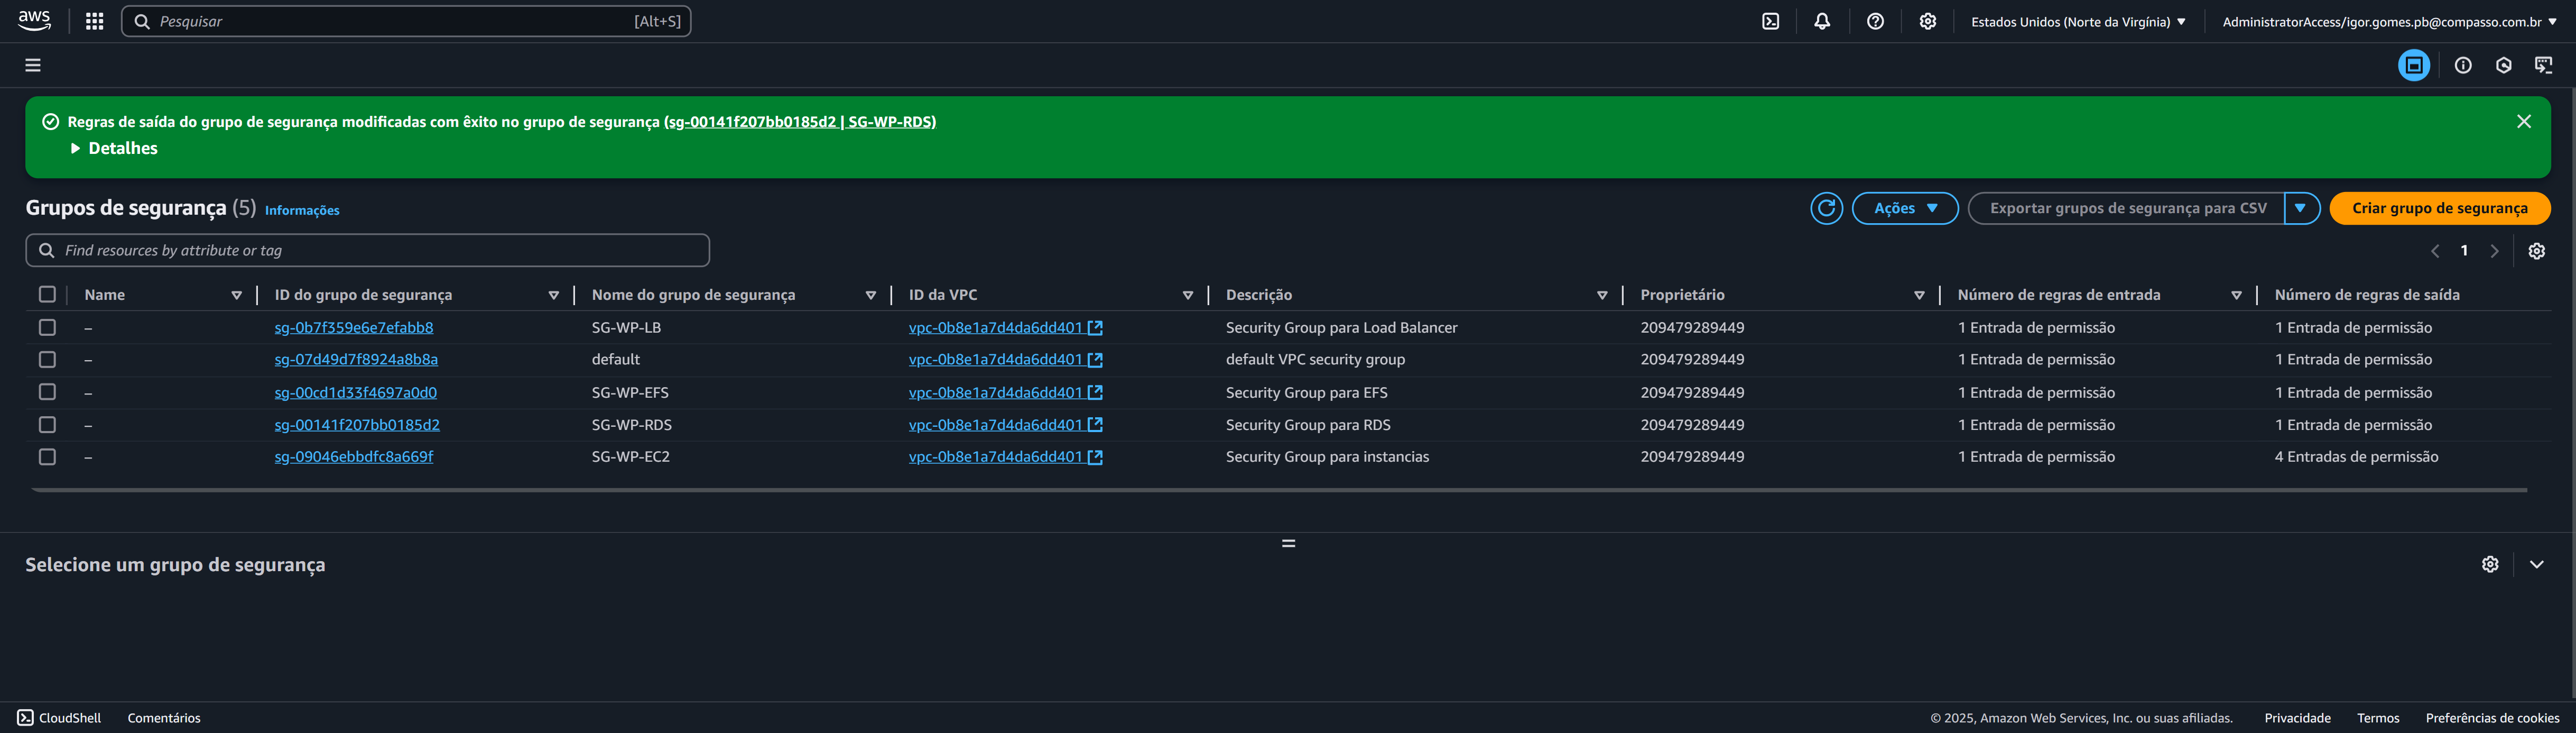 aws
Pesquisar [Alt+S] Estados Unidos (Norte da Virgínia) AdministratorAccess/igor.gomes.pb@compasso.com.br
Regras de saída do grupo de segurança modificadas com êxito no grupo de segurança (sg-00141f207bb0185d2 | SG-WP-RDS)
Detalhes
Grupos de segurança (5) Informações Ações Exportar grupos de segurança para CSV Criar grupo de segurança
Find resources by attribute or tag 1
Name ID do grupo de segurança Nome do grupo de segurança ID da VPC Descrição Proprietário Número de regras de entrada Número de regras de saída
– sg-0b7f359e6e7efabb8 SG-WP-LB vpc-0b8e1a7d4da6dd401 Security Group para Load Balancer 209479289449 1 Entrada de permissão 1 Entrada de permissão
– sg-07d49d7f8924a8b8a default vpc-0b8e1a7d4da6dd401 default VPC security group 209479289449 1 Entrada de permissão 1 Entrada de permissão
– sg-00cd1d33f4697a0d0 SG-WP-EFS vpc-0b8e1a7d4da6dd401 Security Group para EFS 209479289449 1 Entrada de permissão 1 Entrada de permissão
– sg-00141f207bb0185d2 SG-WP-RDS vpc-0b8e1a7d4da6dd401 Security Group para RDS 209479289449 1 Entrada de permissão 1 Entrada de permissão
– sg-09046ebbdfc8a669f SG-WP-EC2 vpc-0b8e1a7d4da6dd401 Security Group para instancias 209479289449 1 Entrada de permissão 4 Entradas de permissão
Selecione um grupo de segurança
CloudShell Comentários © 2025, Amazon Web Services, Inc. ou suas afiliadas. Privacidade Termos Preferências de cookies